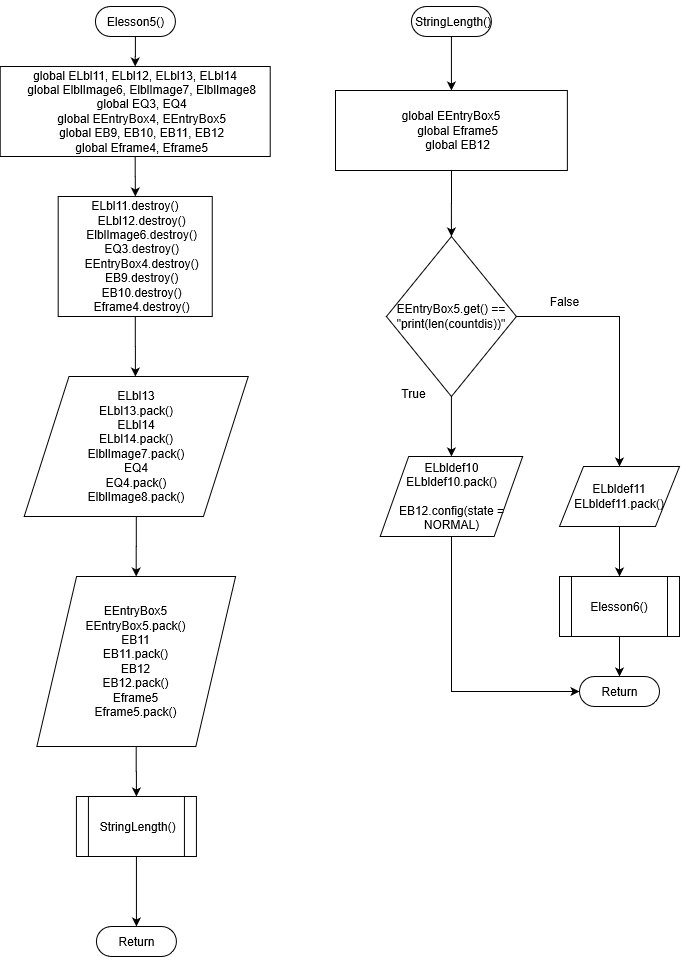 Elesson5()
global ELbl11, ELbl12, ELbl13, ELbl14
global ElblImage6, ElblImage7, ElblImage8
global EQ3, EQ4
global EEntryBox4, EEntryBox5
global EB9, EB10, EB11, EB12
global Eframe4, Eframe5
ELbl11.destroy()
ELbl12.destroy()
ElblImage6.destroy()
EQ3.destroy()
EEntryBox4.destroy()
EB9.destroy()
EB10.destroy()
Eframe4.destroy()
ELbl13
ELbl13.pack()
ELbl14
ELbl14.pack()
ElblImage7.pack()
EQ4
EQ4.pack()
ElblImage8.pack()
EEntryBox5
EEntryBox5.pack()
EB11
EB11.pack()
EB12
EB12.pack()
Eframe5
Eframe5.pack()
StringLength()
Return
StringLength()
global EEntryBox5
global Eframe5
global EB12
EEntryBox5.get() ==
"print(len(countdis))"
False
True
ELbldef10
ELbldef10.pack()
EB12.config(state =
NORMAL)
ELbldef11
ELbldef11.pack()
Elesson6()
Return